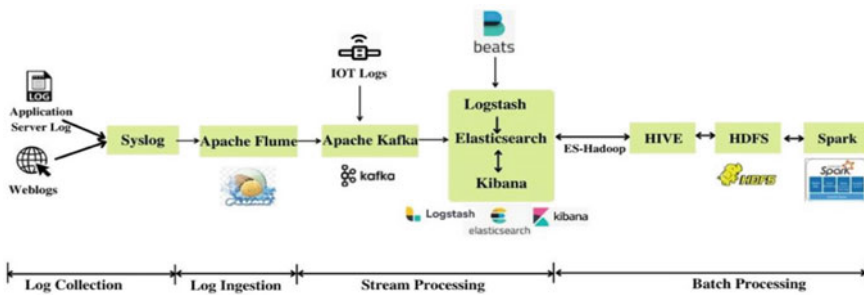 beats
IOT Logs
LOG
Application
Server Log
Weblogs
Syslog
Apache Flume
Apache Kafka
kafka
Logstash
Elasticsearch
Kibana
Logstash
elasticsearch
kibana
ES-Hadoop
HIVE
HDFS
Spark
HDFS
Spark
Log Collection
Log Ingestion
Stream Processing
Batch Processing